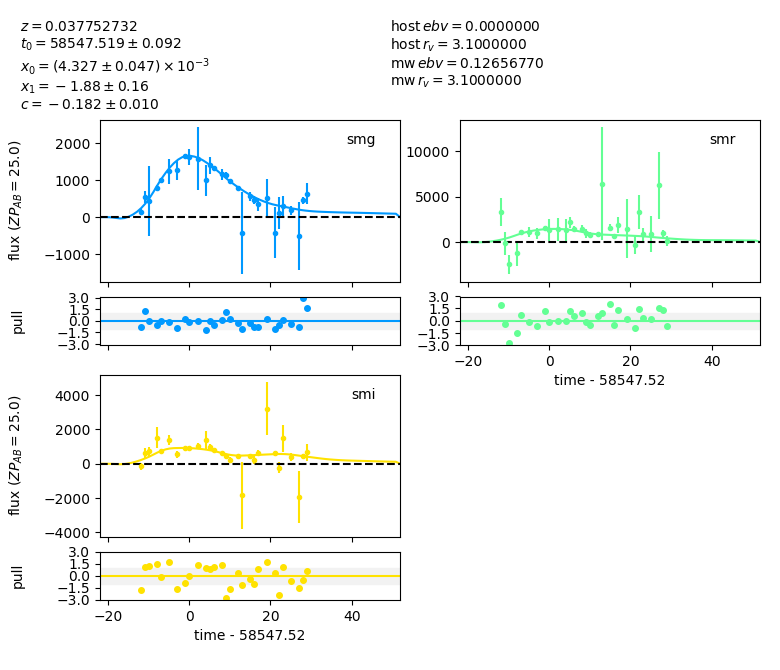 z = 0.037752732
t₀ = 58547.519 ± 0.092
x₀ = (4.327 ± 0.047) × 10⁻³
x₁ = −1.88 ± 0.16
c = −0.182 ± 0.010
host ebv = 0.0000000
host r_v = 3.1000000
mw ebv = 0.12656770
mw r_v = 3.1000000
smg
flux (ZP_AB = 25.0)
2000
1000
0
−1000
pull
3.0
1.5
0.0
−1.5
−3.0
smr
10000
5000
0
3.0
1.5
0.0
−1.5
−3.0
−20
0
20
40
time - 58547.52
smi
flux (ZP_AB = 25.0)
4000
2000
0
−2000
−4000
pull
3.0
1.5
0.0
−1.5
−3.0
−20
0
20
40
time - 58547.52